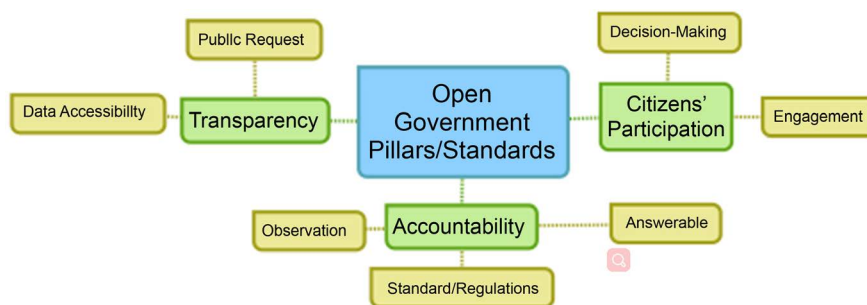 Public Request
Decision-Making
Data Accessibility
Transparency
Open
Government
Pillars/Standards
Citizens’
Participation
Engagement
Observation
Accountability
Answerable
Standard/Regulations